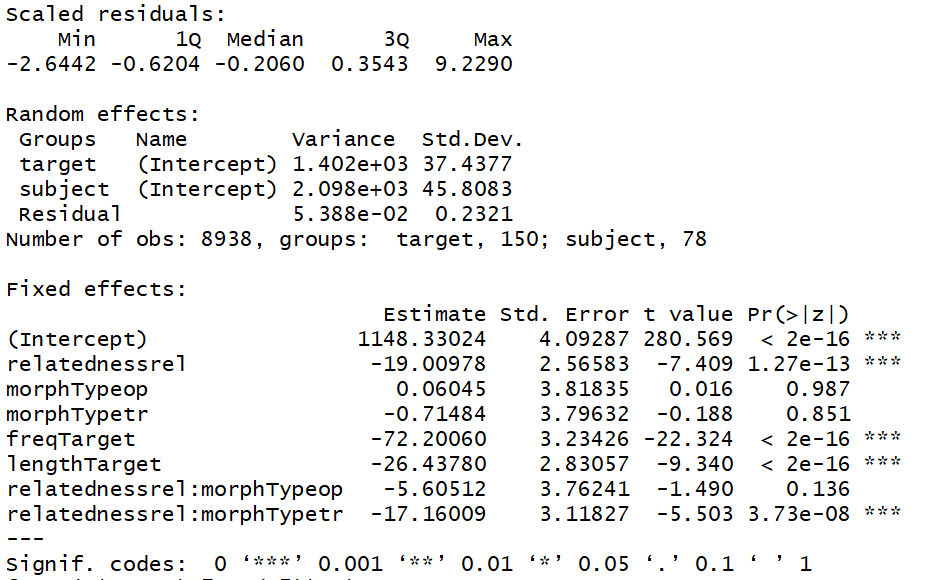 Scaled residuals:
    Min      1Q  Median      3Q     Max
-2.6442 -0.6204 -0.2060  0.3543  9.2290
Random effects:
 Groups   Name        Variance  Std.Dev.
 target   (Intercept) 1.402e+03 37.4377
 subject  (Intercept) 2.098e+03 45.8083
 Residual             5.388e-02  0.2321
Number of obs: 8938, groups:  target, 150; subject, 78
Fixed effects:
                           Estimate Std. Error t value Pr(>|z|)
(Intercept)              1148.33024    4.09287 280.569  < 2e-16 ***
relatednessrel            -19.00978    2.56583  -7.409 1.27e-13 ***
morphTypeop                 0.06045    3.81835   0.016    0.987
morphTypetr                -0.71484    3.79632  -0.188    0.851
freqTarget                -72.20060    3.23426 -22.324  < 2e-16 ***
lengthTarget              -26.43780    2.83057  -9.340  < 2e-16 ***
relatednessrel:morphTypeop -5.60512    3.76241  -1.490    0.136
relatednessrel:morphTypetr -17.16009    3.11827  -5.503 3.73e-08 ***
---
Signif. codes:  0 ‘***’ 0.001 ‘**’ 0.01 ‘*’ 0.05 ‘.’ 0.1 ‘ ’ 1